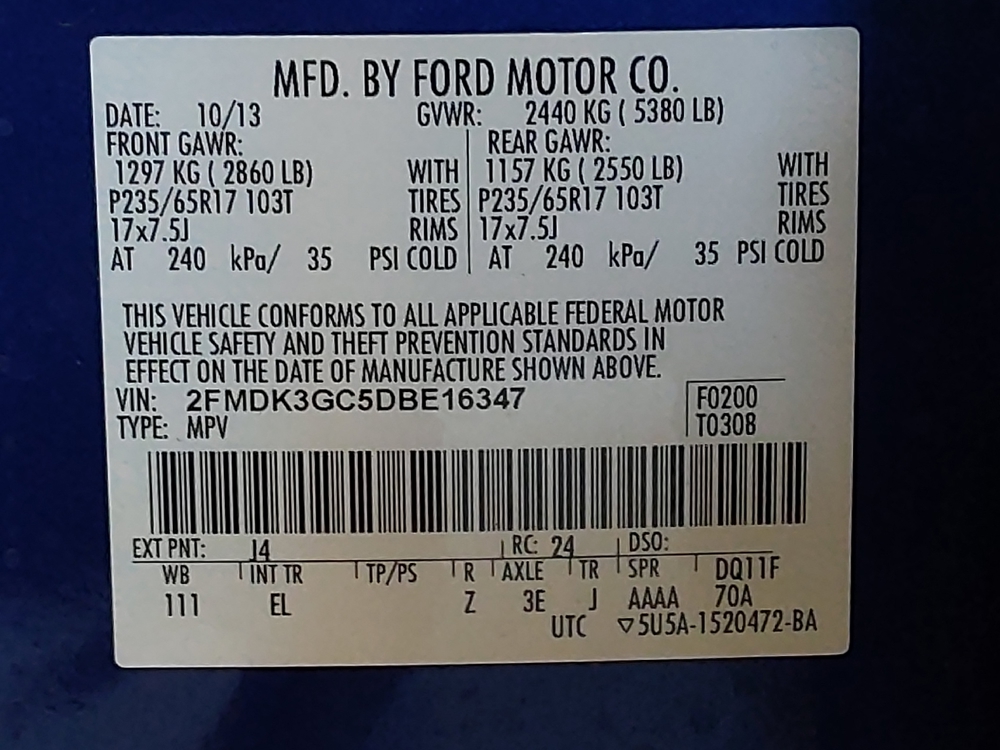 MFD. BY FORD MOTOR CO.
DATE: 10/13 GVWR: 2440 KG ( 5380 LB)
FRONT GAWR: REAR GAWR:
1297 KG ( 2860 LB) WITH 1157 KG ( 2550 LB) WITH
P235/65R17 103T TIRES P235/65R17 103T TIRES
17x7.5J RIMS 17x7.5J RIMS
AT 240 kPa/ 35 PSI COLD AT 240 kPa/ 35 PSI COLD
THIS VEHICLE CONFORMS TO ALL APPLICABLE FEDERAL MOTOR
VEHICLE SAFETY AND THEFT PREVENTION STANDARDS IN
EFFECT ON THE DATE OF MANUFACTURE SHOWN ABOVE.
VIN: 2FMDK3GC5DBE16347 F0200
TYPE: MPV T0308
EXT PNT: J4 RC: 24 DSO:
WB INT TR TP/PS R AXLE TR SPR DQ11F
111 EL Z 3E J AAAA 70A
UTC ▽5U5A-1520472-BA